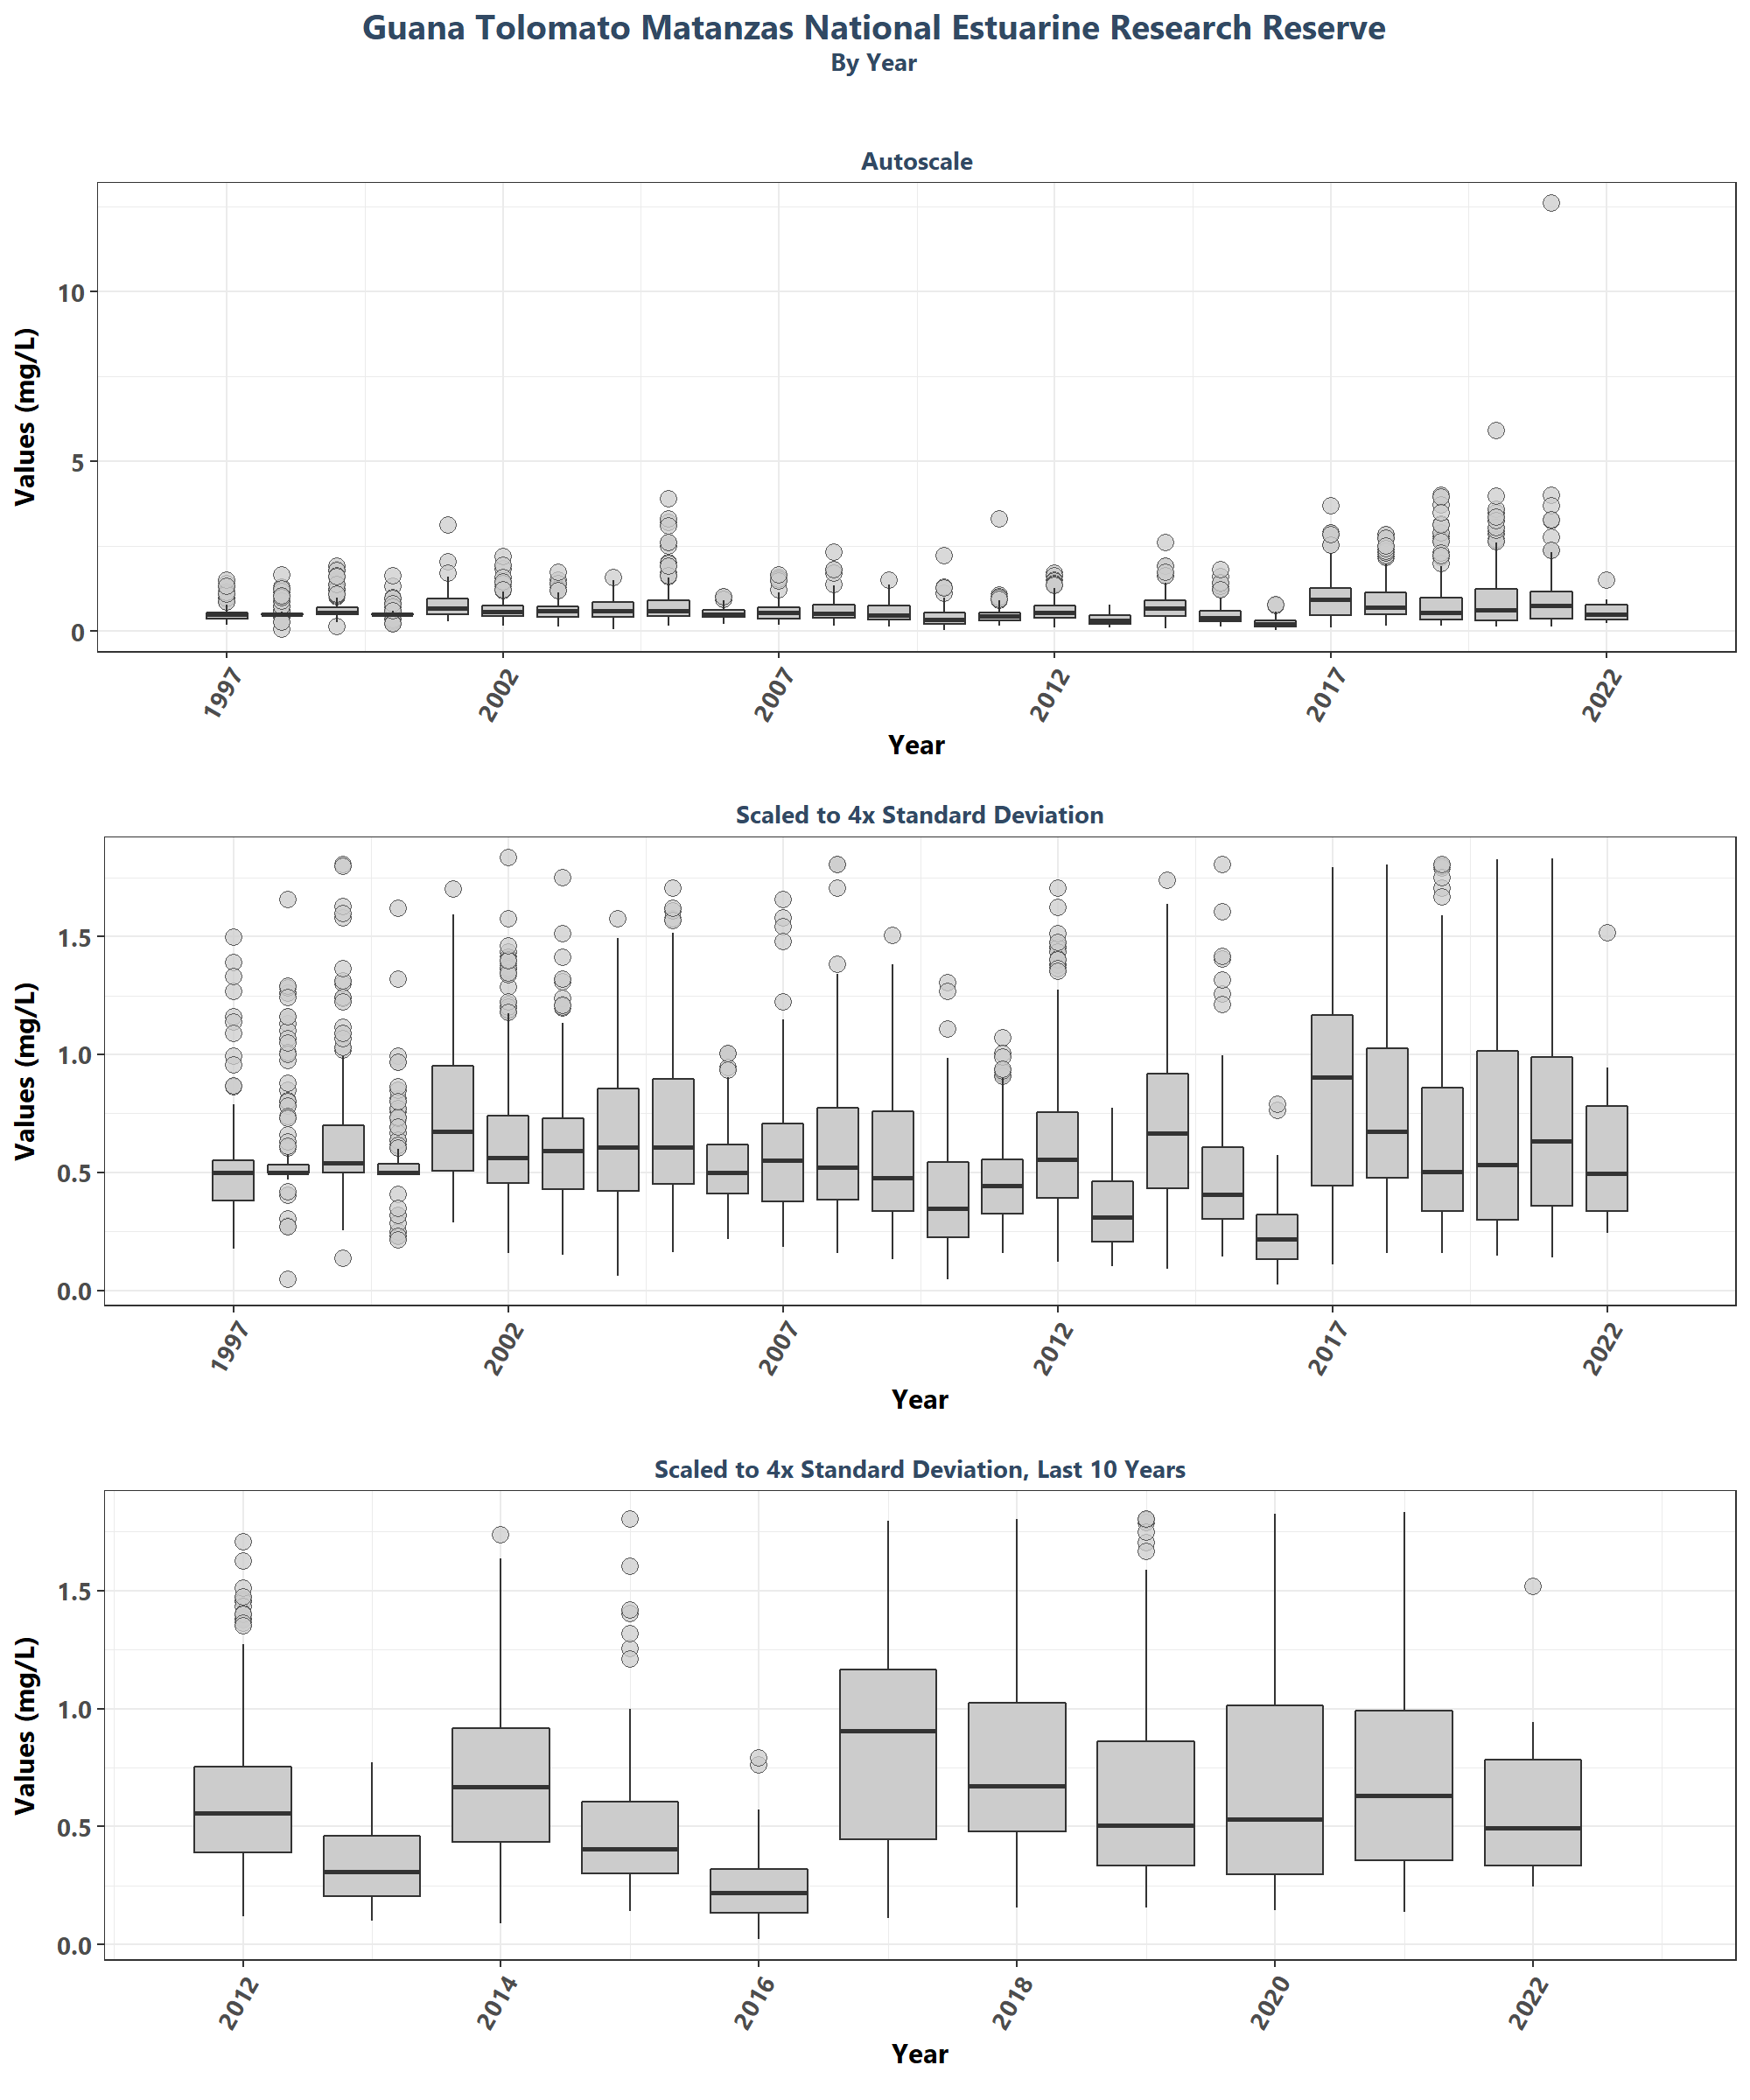 Guana Tolomato Matanzas National Estuarine Research Reserve
By Year
Autoscale
Values (mg/L)
10
5
0
1997 2002 2007 2012 2017 2022
Year
Scaled to 4x Standard Deviation
Values (mg/L)
1.5
1.0
0.5
0.0
1997 2002 2007 2012 2017 2022
Year
Scaled to 4x Standard Deviation, Last 10 Years
Values (mg/L)
1.5
1.0
0.5
0.0
2012 2014 2016 2018 2020 2022
Year